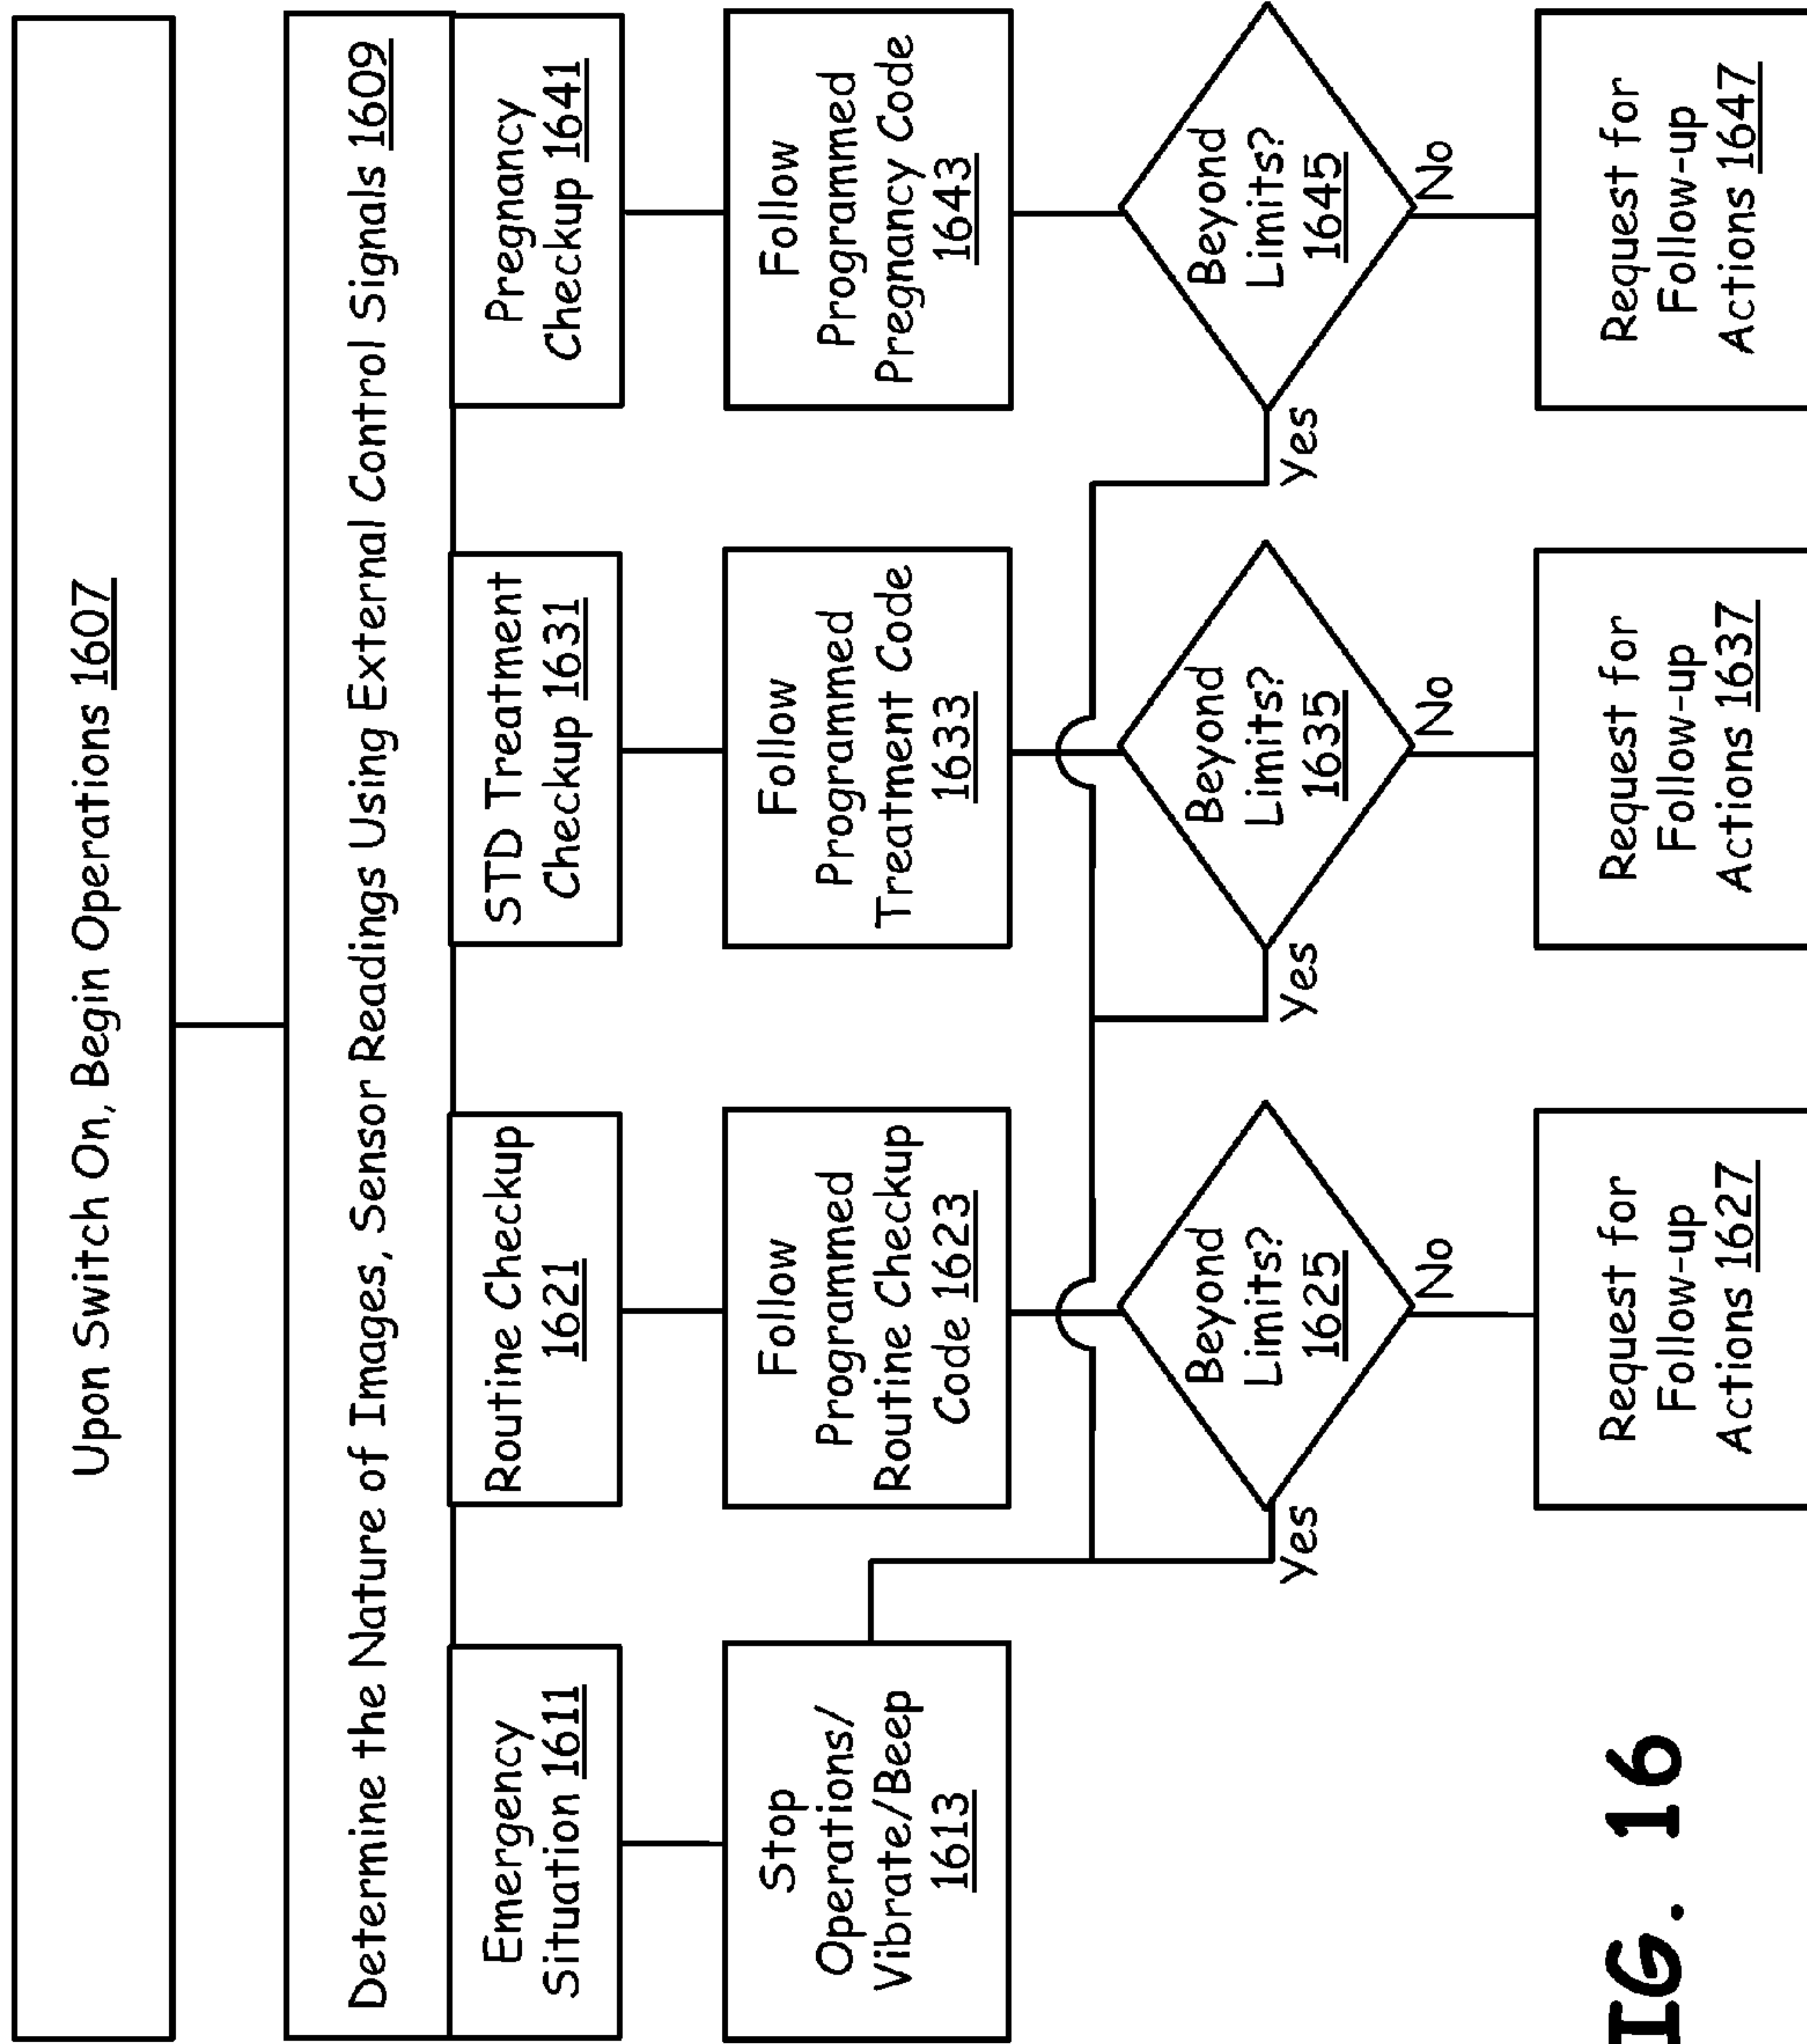 Upon Switch On, Begin Operations 1607
Determine the Nature of Images, Sensor Readings Using External Control Signals 1609
Emergency
Situation 1611
Routine Checkup
1621
STD Treatment
Checkup 1631
Pregnancy
Checkup 1641
Stop
Operations/
Vibrate/Beep
1613
Follow
Programmed
Routine Checkup
Code 1623
Follow
Programmed
Treatment Code
1633
Follow
Programmed
Pregnancy Code
1643
Beyond
Limits?
1625
Yes
No
Beyond
Limits?
1635
Yes
No
Beyond
Limits?
1645
Yes
No
Request for
Follow-up
Actions 1627
Request for
Follow-up
Actions 1637
Request for
Follow-up
Actions 1647
IG. 16